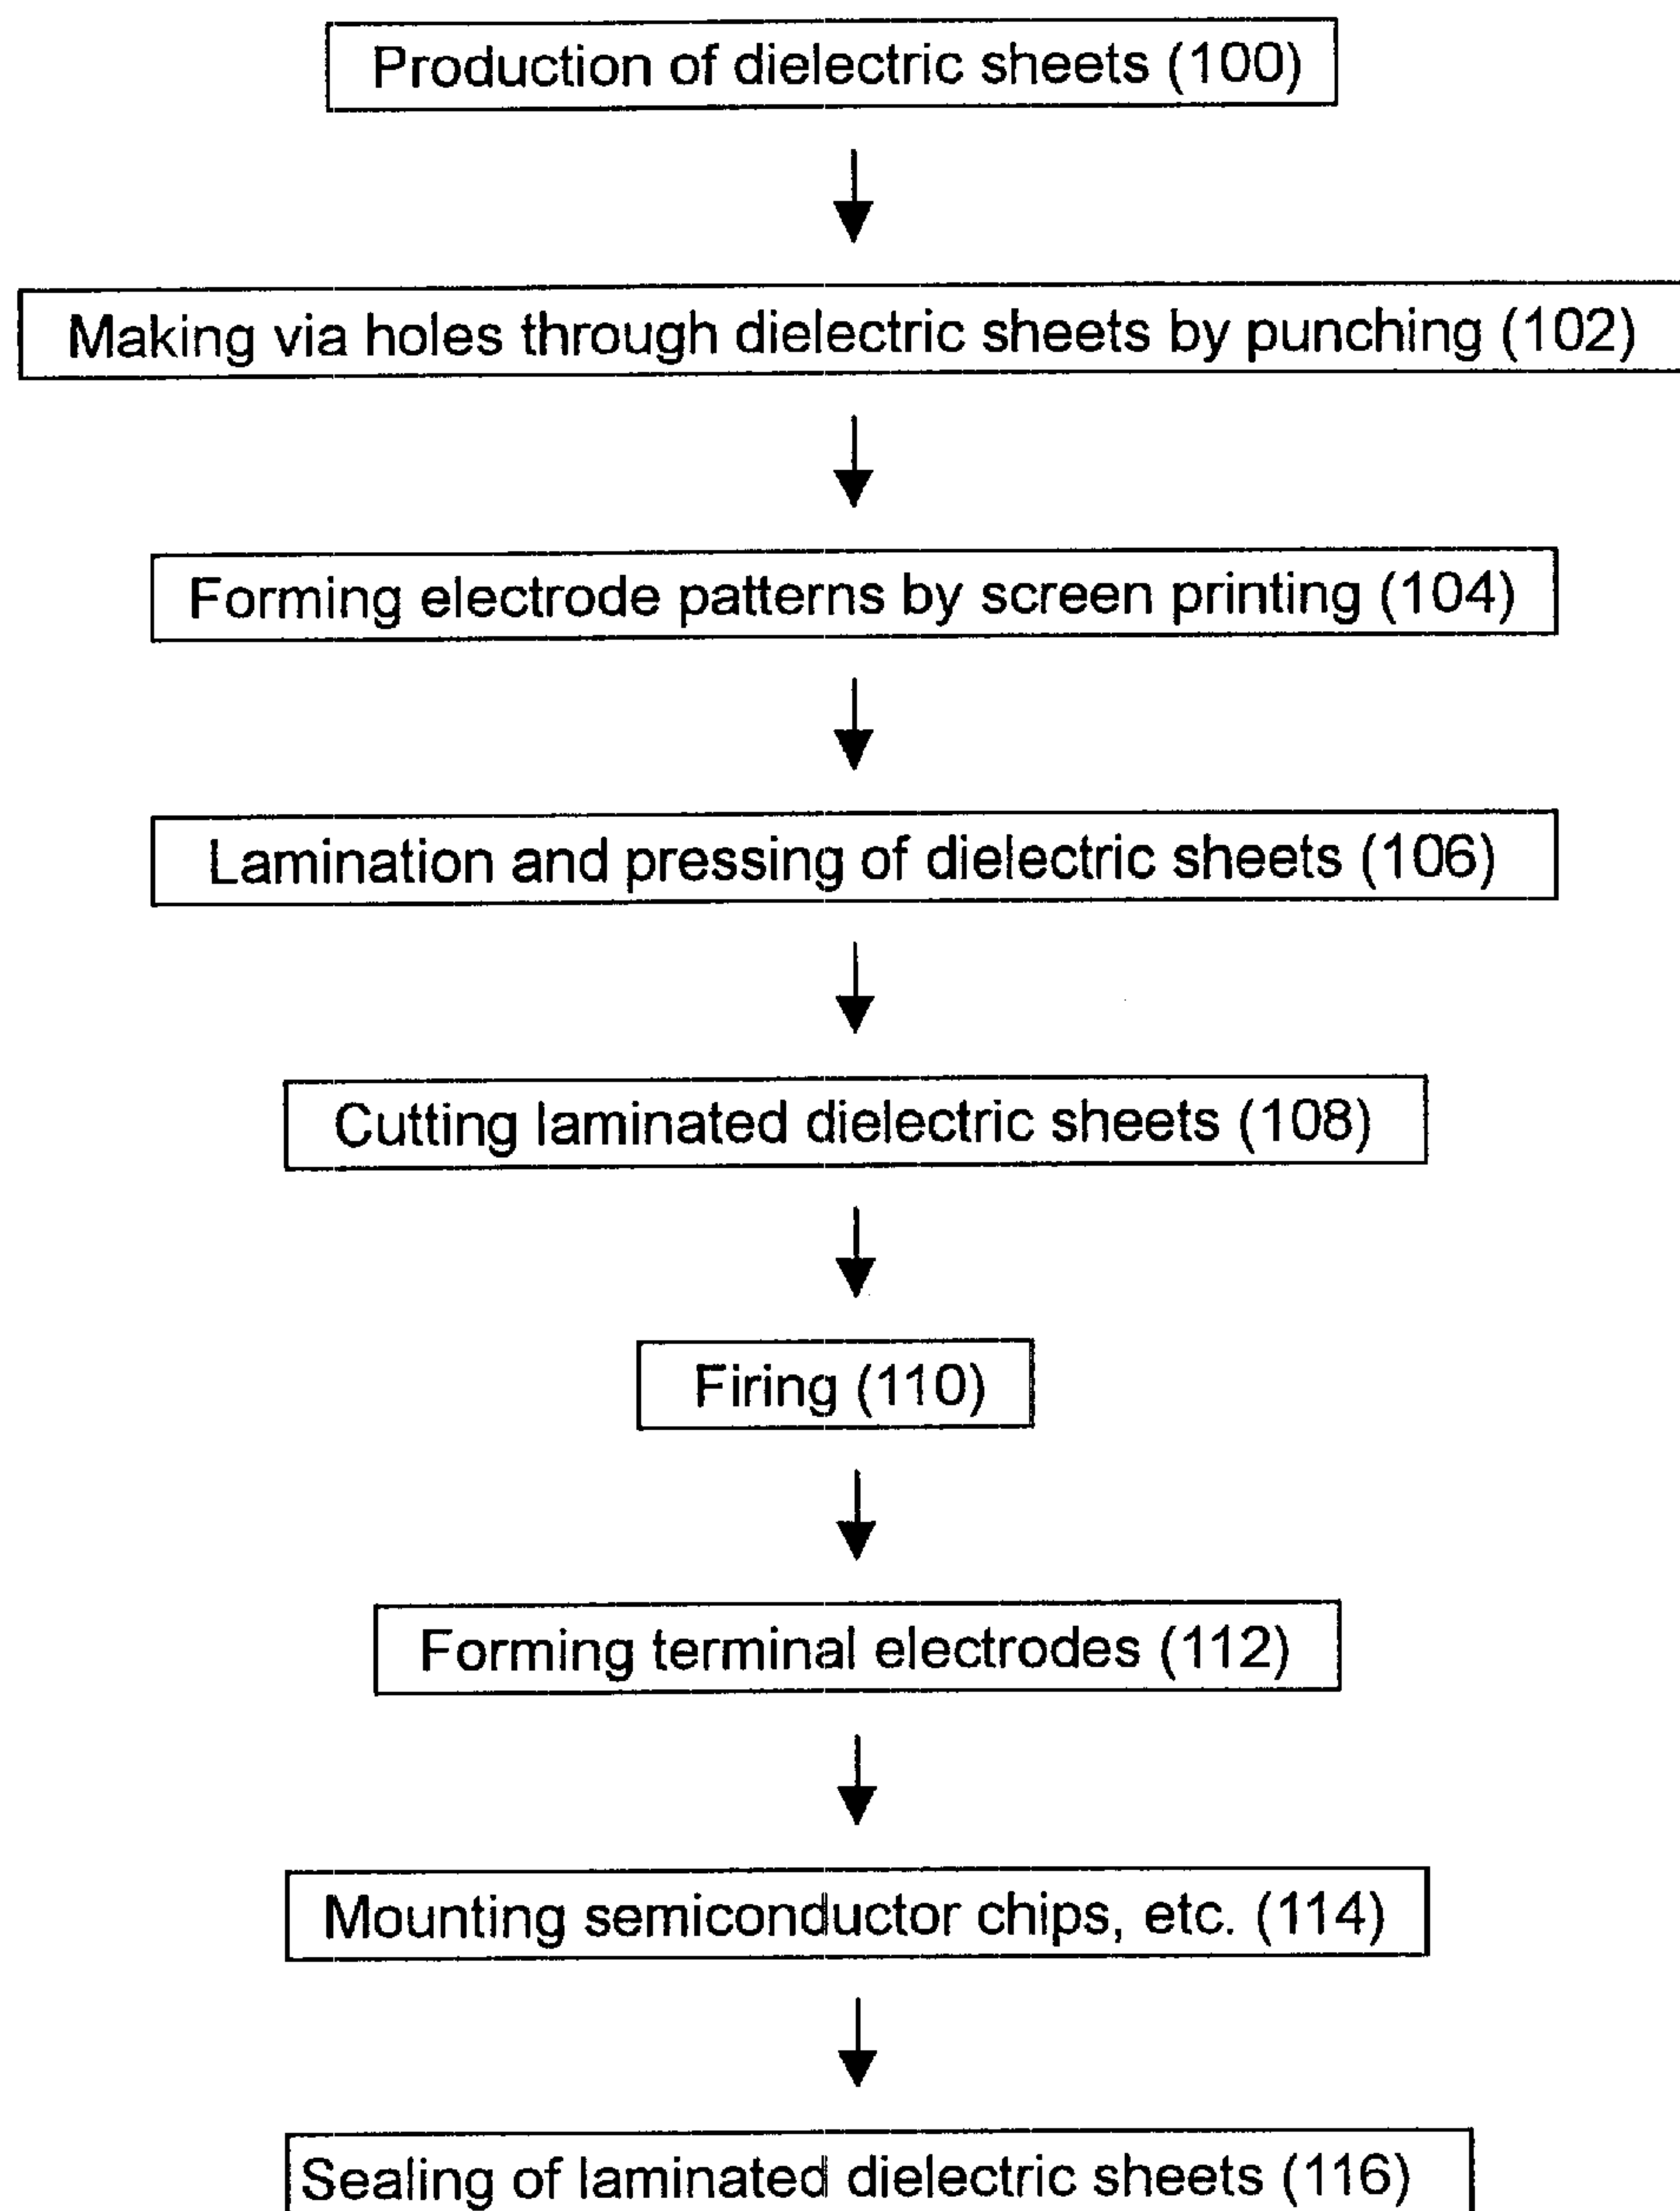 Production of dielectric sheets (100)
Making via holes through dielectric sheets by punching (102)
Forming electrode patterns by screen printing (104)
Lamination and pressing of dielectric sheets (106)
Cutting laminated dielectric sheets (108)
Firing (110)
Forming terminal electrodes (112)
Mounting semiconductor chips, etc. (114)
Sealing of laminated dielectric sheets (116)